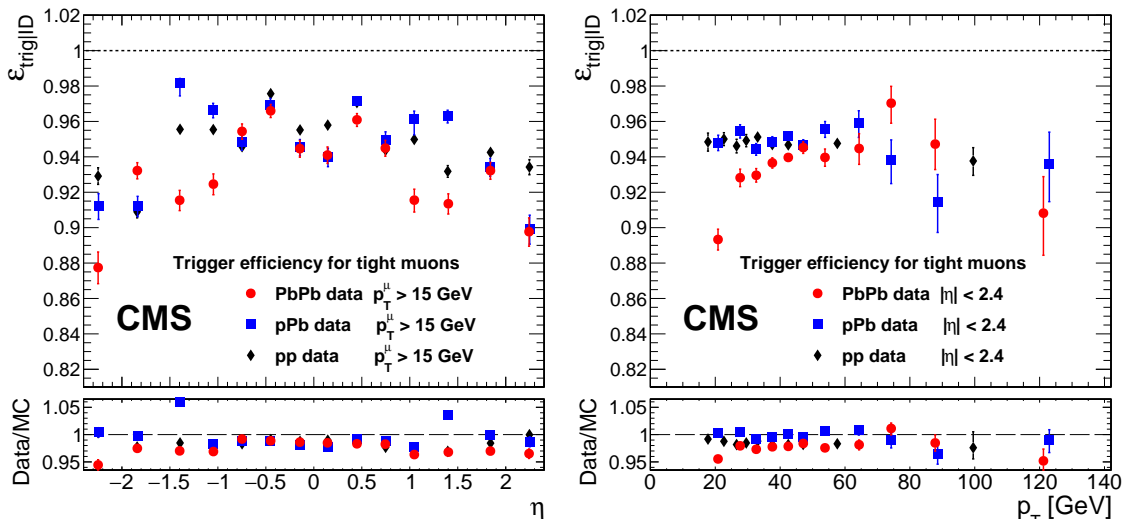 ε_trig|ID
1.02
1
0.98
0.96
0.94
0.92
0.9
0.88
0.86
0.84
0.82
Trigger efficiency for tight muons
PbPb data p_T^μ > 15 GeV
pPb data p_T^μ > 15 GeV
pp data p_T^μ > 15 GeV
CMS
Data/MC
1.05
1
0.95
−2 −1.5 −1 −0.5 0 0.5 1 1.5 2
η
ε_trig|ID
1.02
1
0.98
0.96
0.94
0.92
0.9
0.88
0.86
0.84
0.82
Trigger efficiency for tight muons
PbPb data |η| < 2.4
pPb data |η| < 2.4
pp data |η| < 2.4
CMS
Data/MC
1.05
1
0.95
0 20 40 60 80 100 120 140
p_T [GeV]